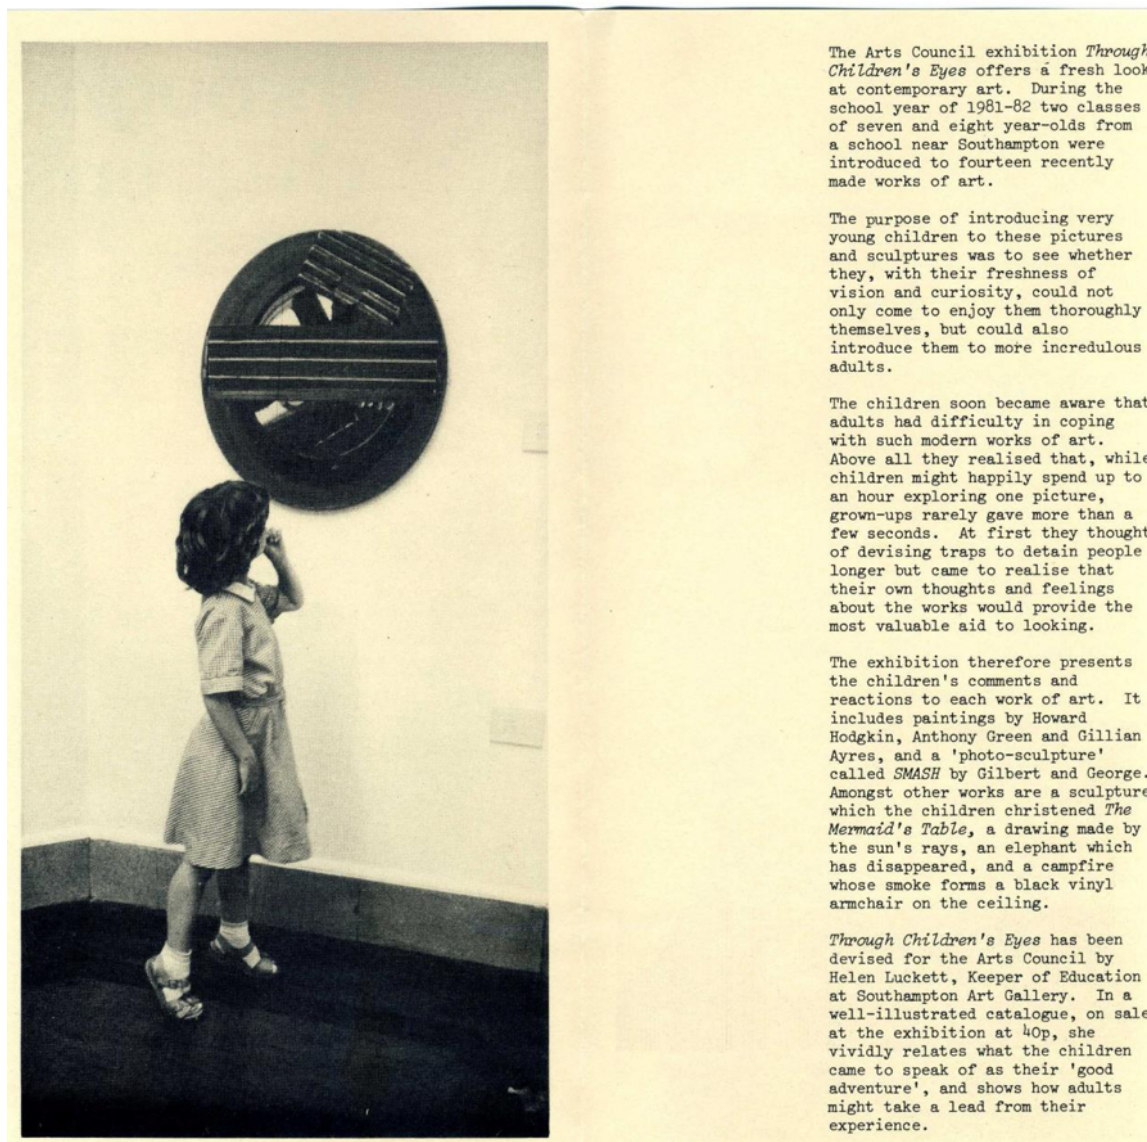 The Arts Council exhibition Through
Children's Eyes offers a fresh look
at contemporary art. During the
school year of 1981-82 two classes
of seven and eight year-olds from
a school near Southampton were
introduced to fourteen recently
made works of art.
The purpose of introducing very
young children to these pictures
and sculptures was to see whether
they, with their freshness of
vision and curiosity, could not
only come to enjoy them thoroughly
themselves, but could also
introduce them to more incredulous
adults.
The children soon became aware that
adults had difficulty in coping
with such modern works of art.
Above all they realised that, while
children might happily spend up to
an hour exploring one picture,
grown-ups rarely gave more than a
few seconds. At first they thought
of devising traps to detain people
longer but came to realise that
their own thoughts and feelings
about the works would provide the
most valuable aid to looking.
The exhibition therefore presents
the children's comments and
reactions to each work of art. It
includes paintings by Howard
Hodgkin, Anthony Green and Gillian
Ayres, and a 'photo-sculpture'
called SMASH by Gilbert and George.
Amongst other works are a sculpture
which the children christened The
Mermaid's Table, a drawing made by
the sun's rays, an elephant which
has disappeared, and a campfire
whose smoke forms a black vinyl
armchair on the ceiling.
Through Children's Eyes has been
devised for the Arts Council by
Helen Luckett, Keeper of Education
at Southampton Art Gallery. In a
well-illustrated catalogue, on sale
at the exhibition at 40p, she
vividly relates what the children
came to speak of as their 'good
adventure', and shows how adults
might take a lead from their
experience.